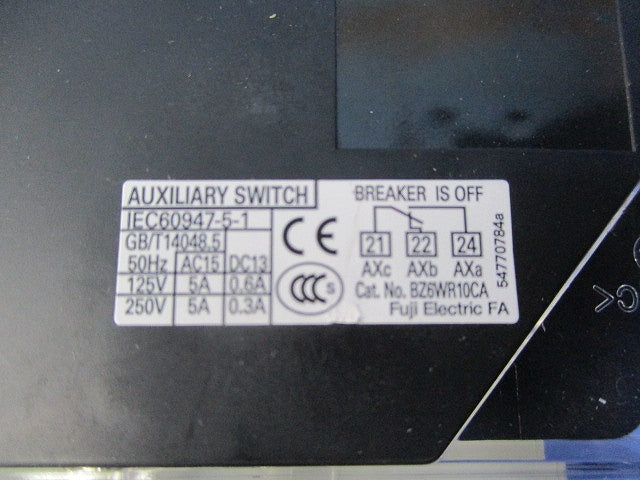 AUXILIARY SWITCH
IEC60947-5-1
GB/T14048.5
50Hz AC15 DC13
125V 5A 0.6A
250V 5A 0.3A
CE
CCC S
BREAKER IS OFF
21 22 24
AXc AXb AXa
Cat. No. BZ6WR10CA
Fuji Electric FA
54770784a